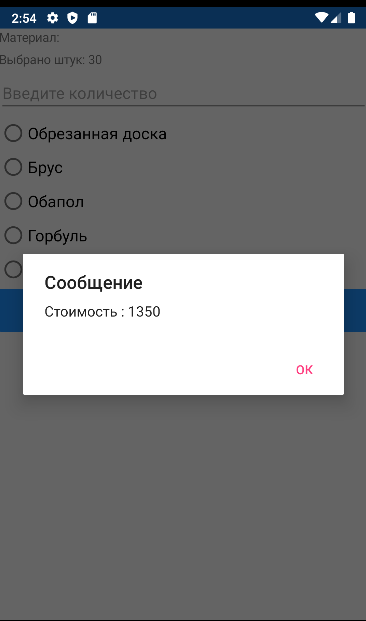 2:54
Материал:
Выбрано штук: 30
Введите количество
Обрезанная доска
Брус
Обапол
Горбуль
Сообщение
Стоимость : 1350
ОК